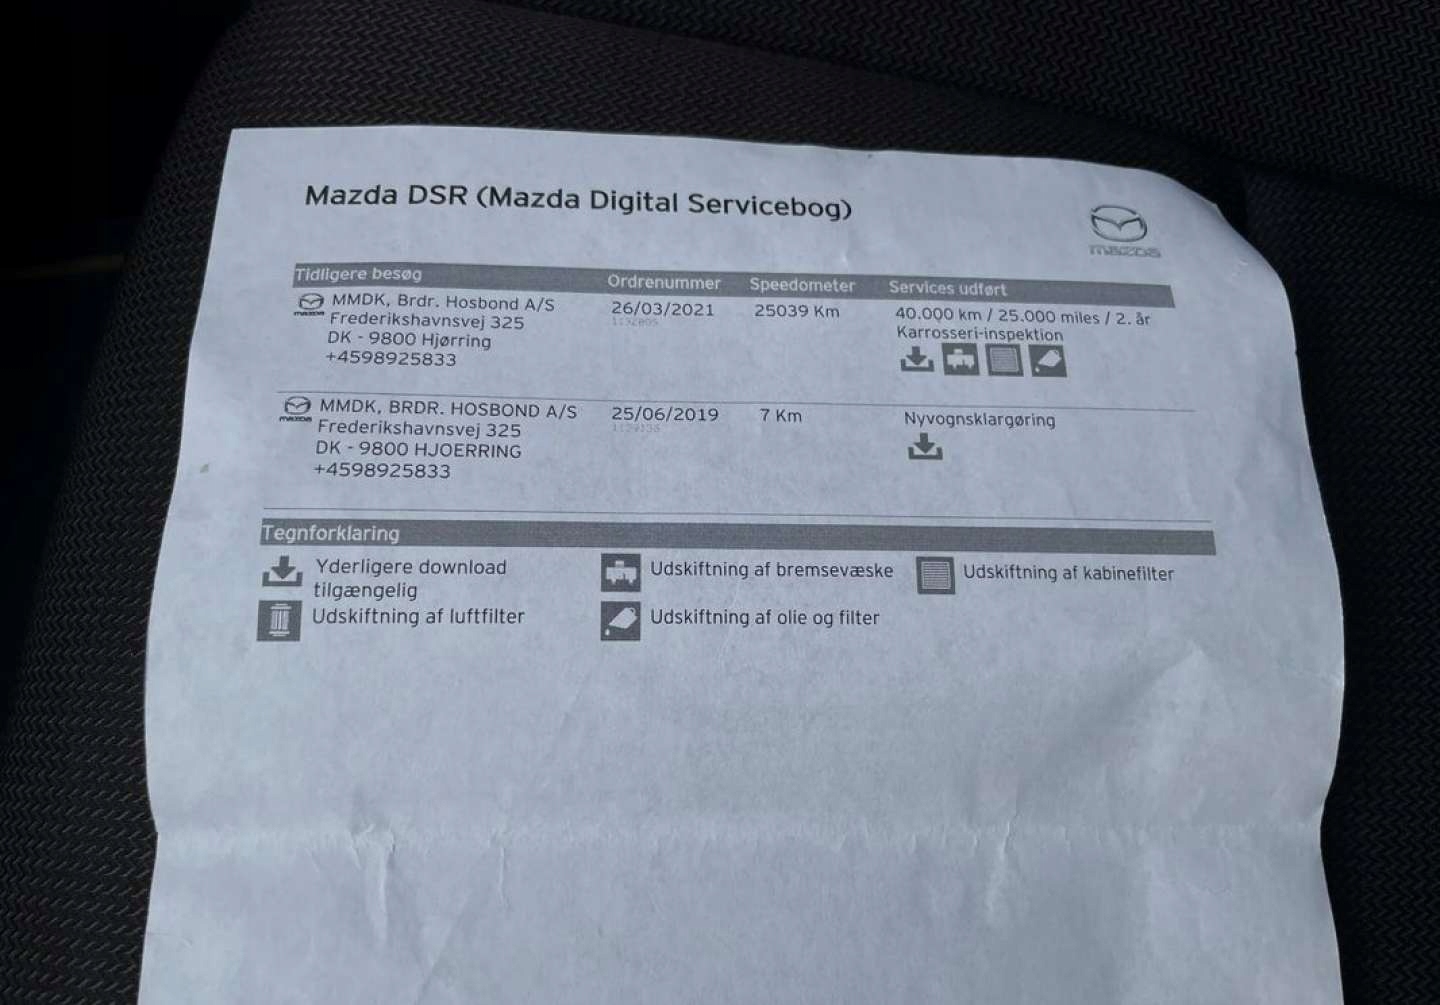 Mazda DSR (Mazda Digital Servicebog)
mazda
Tidligere besøg Ordrenummer Speedometer Services udført
MMDK, Brdr. Hosbond A/S 26/03/2021 25039 Km 40.000 km / 25.000 miles / 2. år
Frederikshavnsvej 325 Karrosseri-inspektion
DK - 9800 Hjørring
+4598925833
mazda
MMDK, BRDR. HOSBOND A/S 25/06/2019 7 Km Nyvognsklargøring
Frederikshavnsvej 325
DK - 9800 HJOERRING
+4598925833
mazda
Tegnforklaring
Yderligere download Udskiftning af bremsevæske Udskiftning af kabinefilter
tilgængelig
Udskiftning af luftfilter Udskiftning af olie og filter